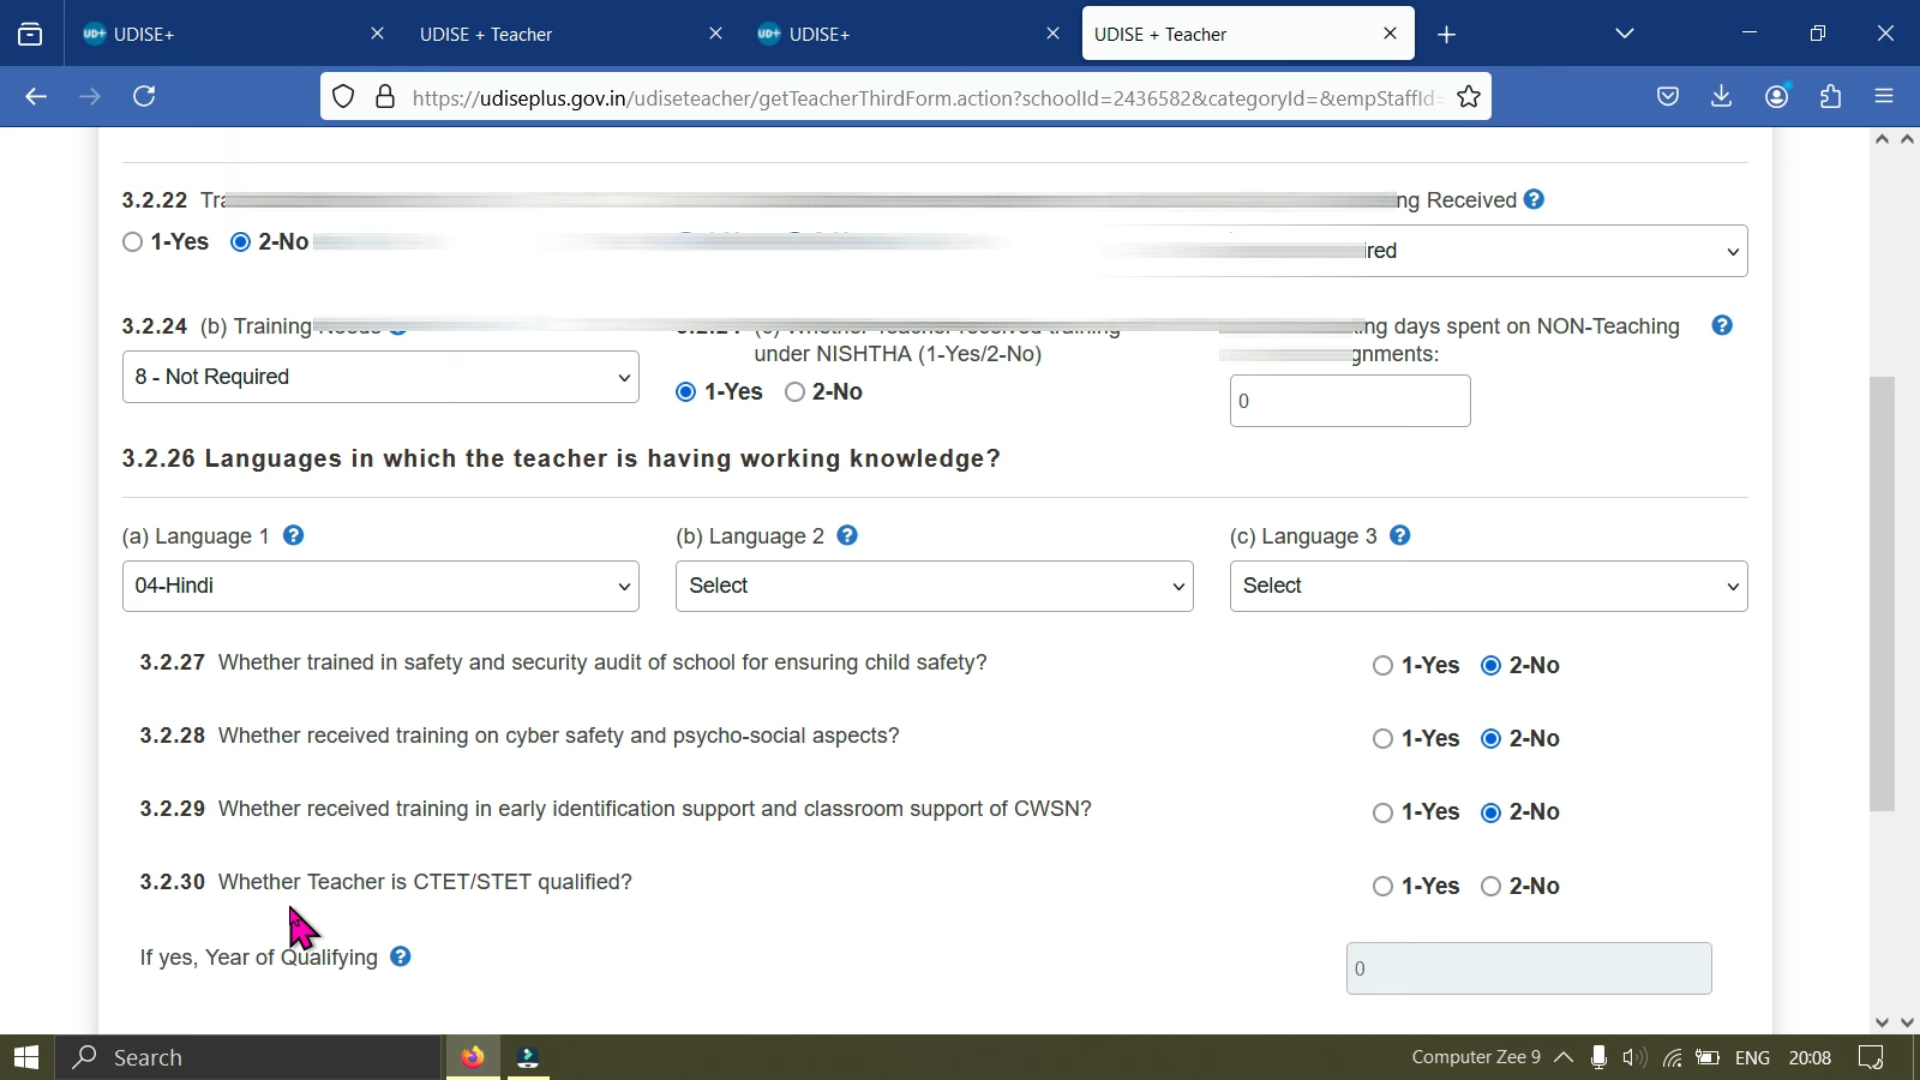 UDISE+
UDISE + Teacher
UDISE+
UDISE + Teacher
https://udiseplus.gov.in/udiseteacher/getTeacherThirdForm.action?schoolId=2436582&categoryId=&empStaffId=
3.2.22 ng Received
1-Yes 2-No
red
3.2.24 (b) Training
ng days spent on NON-Teaching
under NISHTHA (1-Yes/2-No)
gnments:
8 - Not Required
1-Yes 2-No
0
3.2.26 Languages in which the teacher is having working knowledge?
(a) Language 1
(b) Language 2
(c) Language 3
04-Hindi
Select
Select
3.2.27 Whether trained in safety and security audit of school for ensuring child safety?
1-Yes 2-No
3.2.28 Whether received training on cyber safety and psycho-social aspects?
1-Yes 2-No
3.2.29 Whether received training in early identification support and classroom support of CWSN?
1-Yes 2-No
3.2.30 Whether Teacher is CTET/STET qualified?
1-Yes 2-No
If yes, Year of Qualifying
0
Search
Computer Zee 9
ENG
20:08